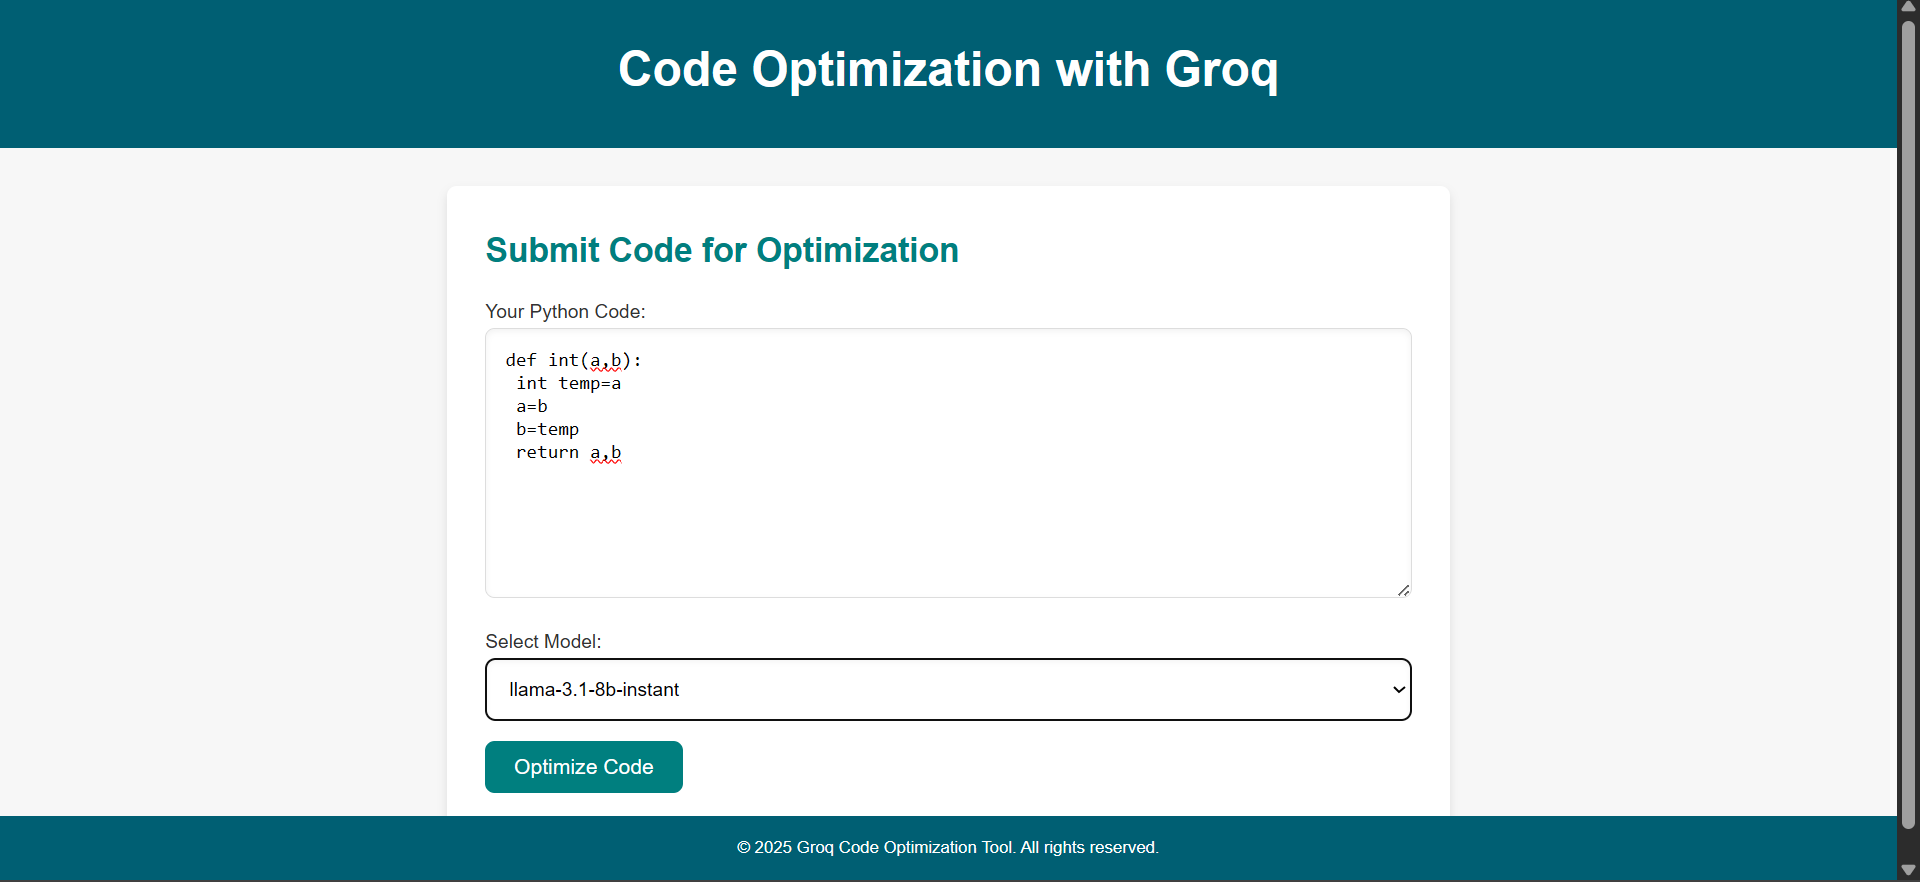 Code Optimization with Groq
Submit Code for Optimization
Your Python Code:
def int(a,b):
 int temp=a
 a=b
 b=temp
 return a,b
Select Model:
llama-3.1-8b-instant
Optimize Code
© 2025 Groq Code Optimization Tool. All rights reserved.